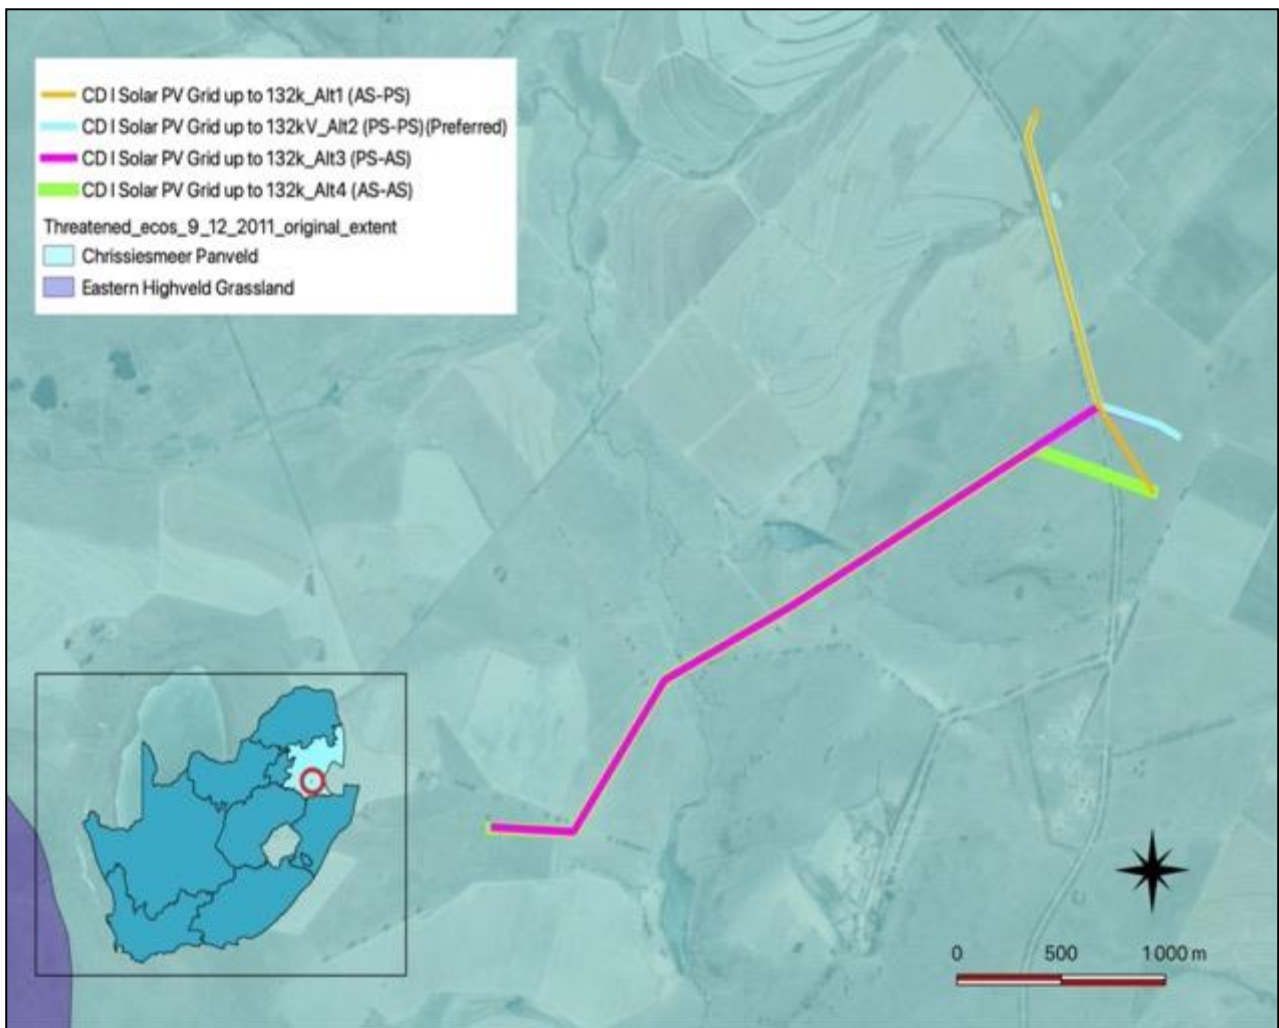 CD I Solar PV Grid up to 132k_Alt1 (AS-PS)
CD I Solar PV Grid up to 132kV_Alt2 (PS-PS)(Preferred)
CD I Solar PV Grid up to 132k_Alt3 (PS-AS)
CD I Solar PV Grid up to 132k_Alt4 (AS-AS)
Threatened_ecos_9_12_2011_original_extent
Chrissiesmeer Panveld
Eastern Highveld Grassland
0 500 1000 m